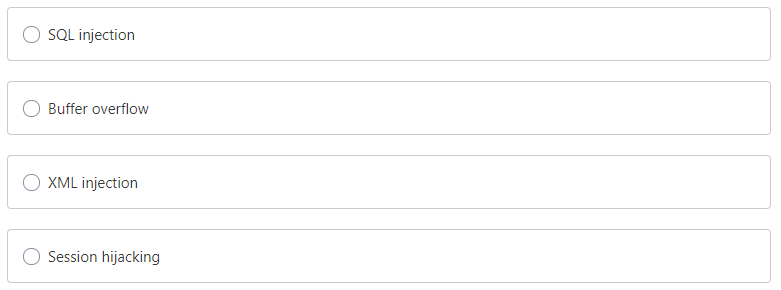 SQL injection
Buffer overflow
XML injection
Session hijacking